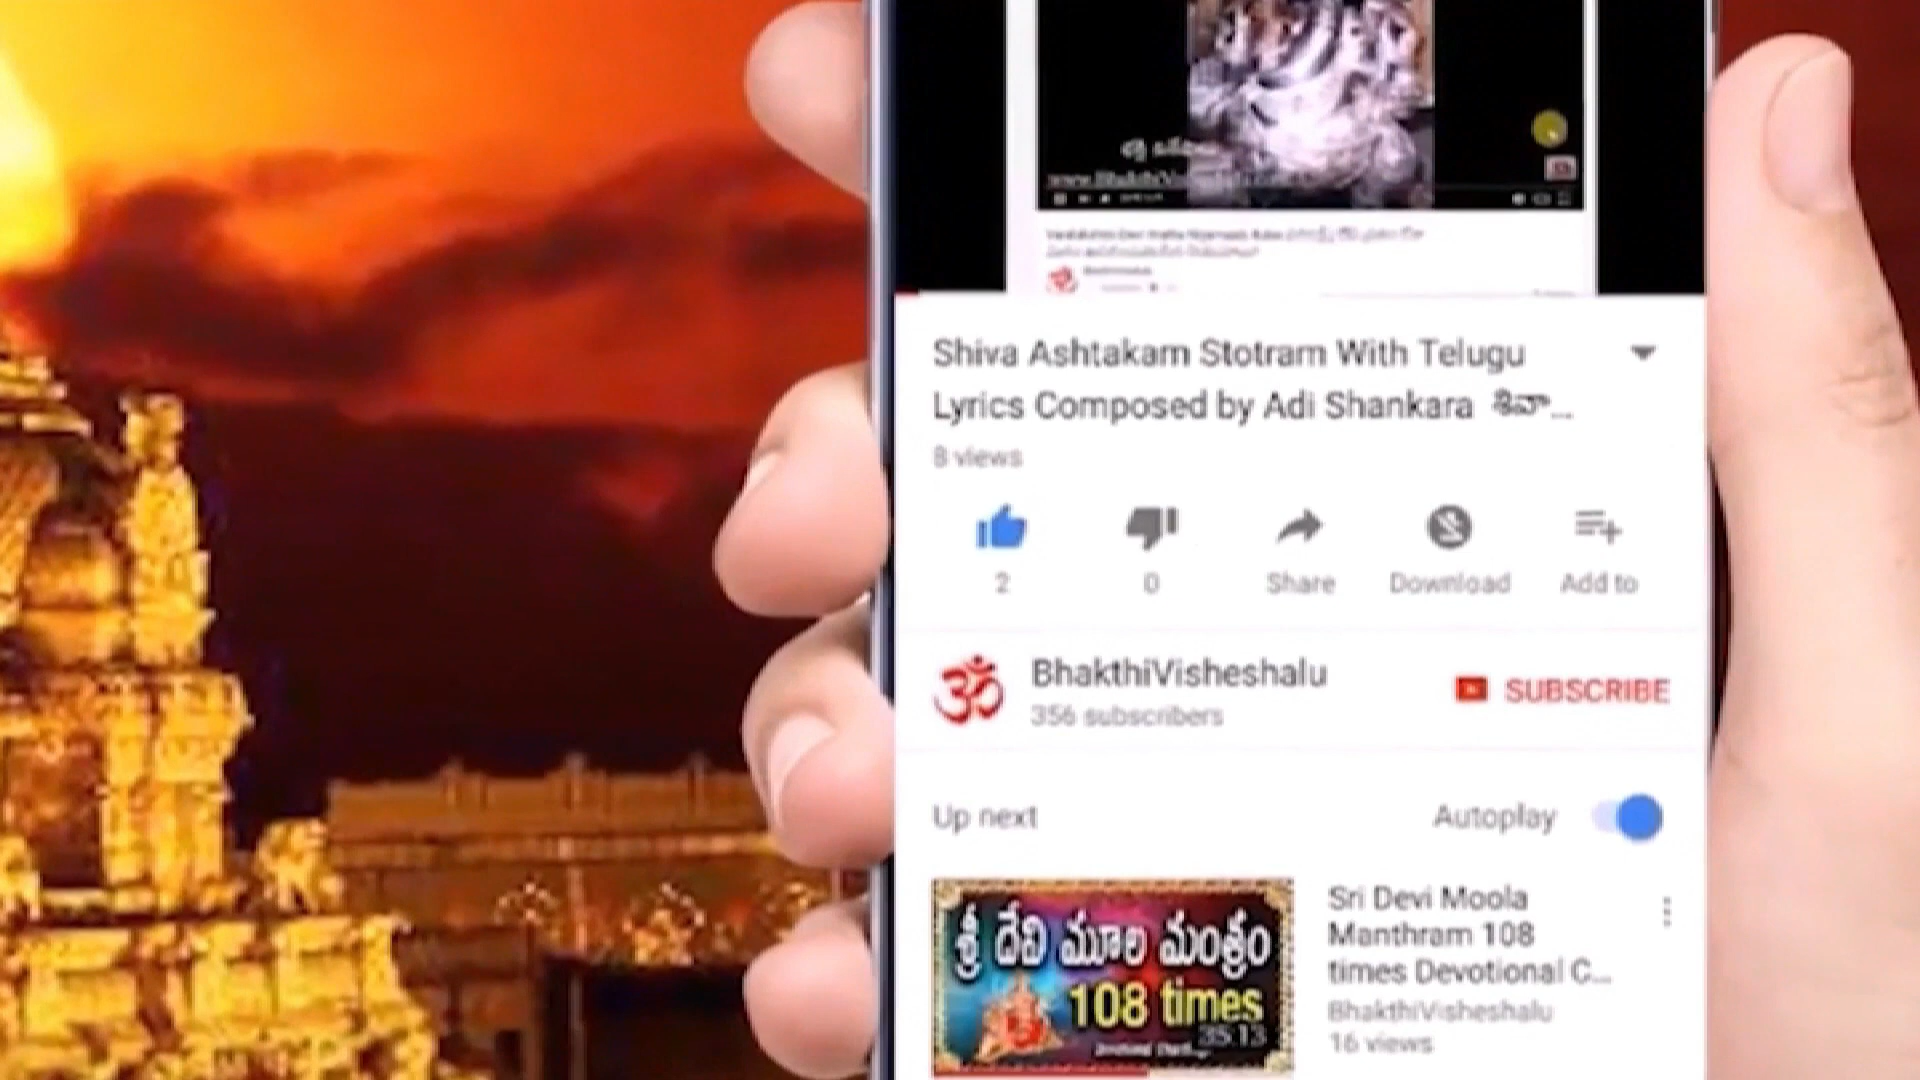 Shiva Ashtakam Stotram With Telugu
Lyrics Composed by Adi Shankara శివా...
8 views
2
0
Share
Download
Add to
BhakthiVisheshalu
356 subscribers
SUBSCRIBE
Up next
Autoplay
శ్రీ దేవి మూల మంత్రం
108 times
35:13
Sri Devi Moola
Manthram 108
times Devotional C...
BhakthiVisheshalu
16 views